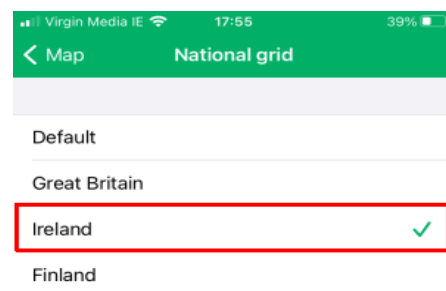 Virgin Media IE 17:55 39%
Map National grid
Default
Great Britain
Ireland
Finland